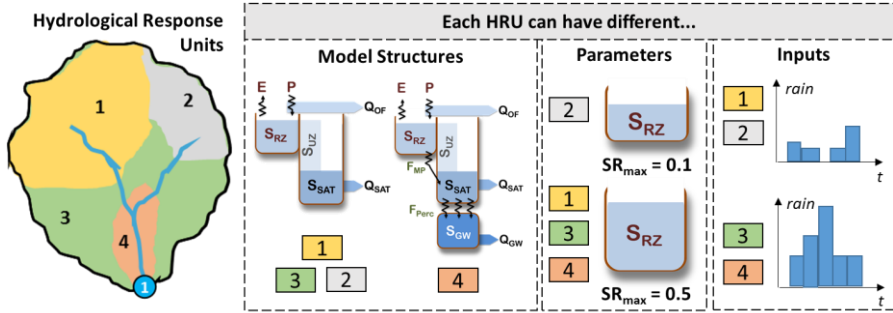 Hydrological Response
Units
1
2
3
4
1
Each HRU can have different...
Model Structures
E P
Q_OF
S_RZ
S_UZ
S_SAT
Q_SAT
E P
Q_OF
S_RZ
S_UZ
F_MP
S_SAT
Q_SAT
F_Perc
S_GW
Q_GW
1
3 2
4
Parameters
2
S_RZ
SR_max = 0.1
1
3
4
S_RZ
SR_max = 0.5
Inputs
1
2
rain
t
3
4
rain
t